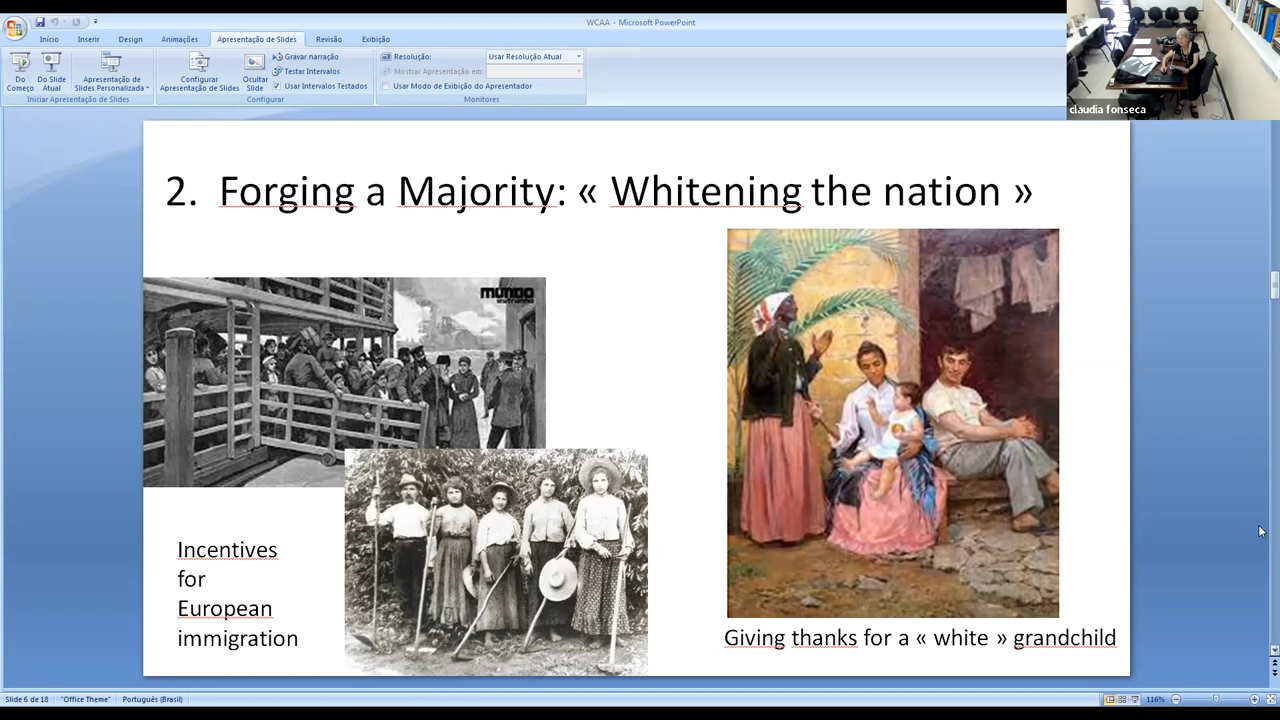 WCAA - Microsoft PowerPoint
Início Inserir Design Animações Apresentação de Slides Revisão Exibição
Do Começo
Do Slide Atual
Apresentação de Slides Personalizada
Configurar Apresentação de Slides
Ocultar Slide
Gravar narração
Testar Intervalos
Usar Intervalos Testados
Resolução: Usar Resolução Atual
Mostrar Apresentação em:
Usar Modo de Exibição do Apresentador
Iniciar Apresentação de Slides
Configurar
Monitores
claudia fonseca
2. Forging a Majority: « Whitening the nation »
MUNDO
Incentives
for
European
immigration
Giving thanks for a « white » grandchild
Slide 6 de 18 "Office Theme" Português (Brasil) 116%